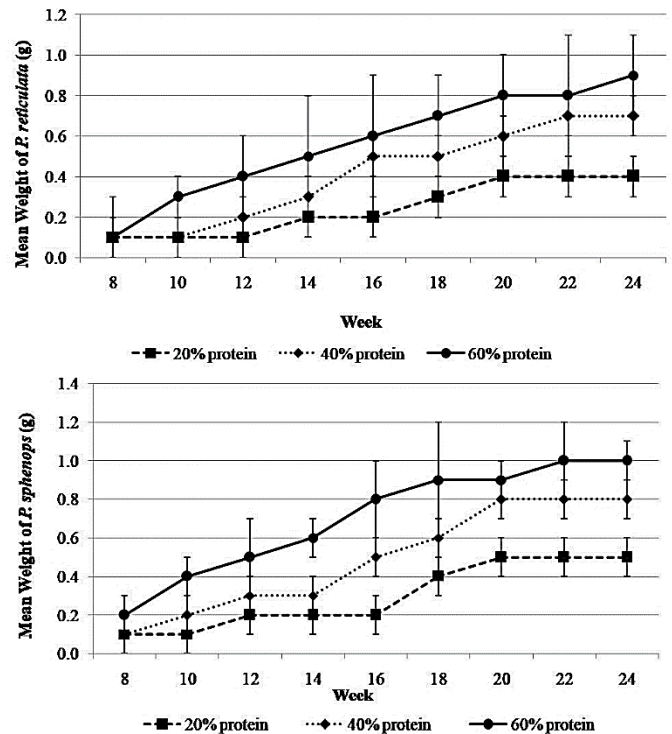 1.2
1.0
0.8
0.6
0.4
0.2
0.0
Mean Weight of P. reticulata (g)
8 10 12 14 16 18 20 22 24
Week
20% protein 40% protein 60% protein
1.4
1.2
1.0
0.8
0.6
0.4
0.2
0.0
Mean Weight of P. sphenops (g)
8 10 12 14 16 18 20 22 24
Week
20% protein 40% protein 60% protein